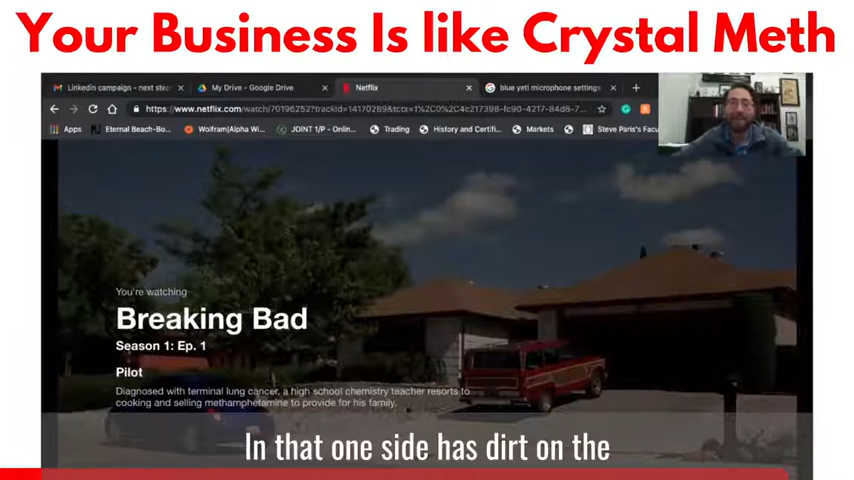 Your Business Is like Crystal Meth
Linkedin campaign - next step
My Drive - Google Drive
Netflix
blue yeti microphone settings
https://www.netflix.com/watch/70196252?trackId=14170289&tctx=1%2C0%2C4c217398-fc90-4217-84d8-7...
Apps
Eternal Beach-Bo...
Wolfram|Alpha Wi...
JOINT 1/P - Onlin...
Trading
History and Certifi...
Markets
Steve Paris's Facu
You're watching
Breaking Bad
Season 1: Ep. 1
Pilot
Diagnosed with terminal lung cancer, a high school chemistry teacher resorts to
cooking and selling methamphetamine to provide for his family.
In that one side has dirt on the